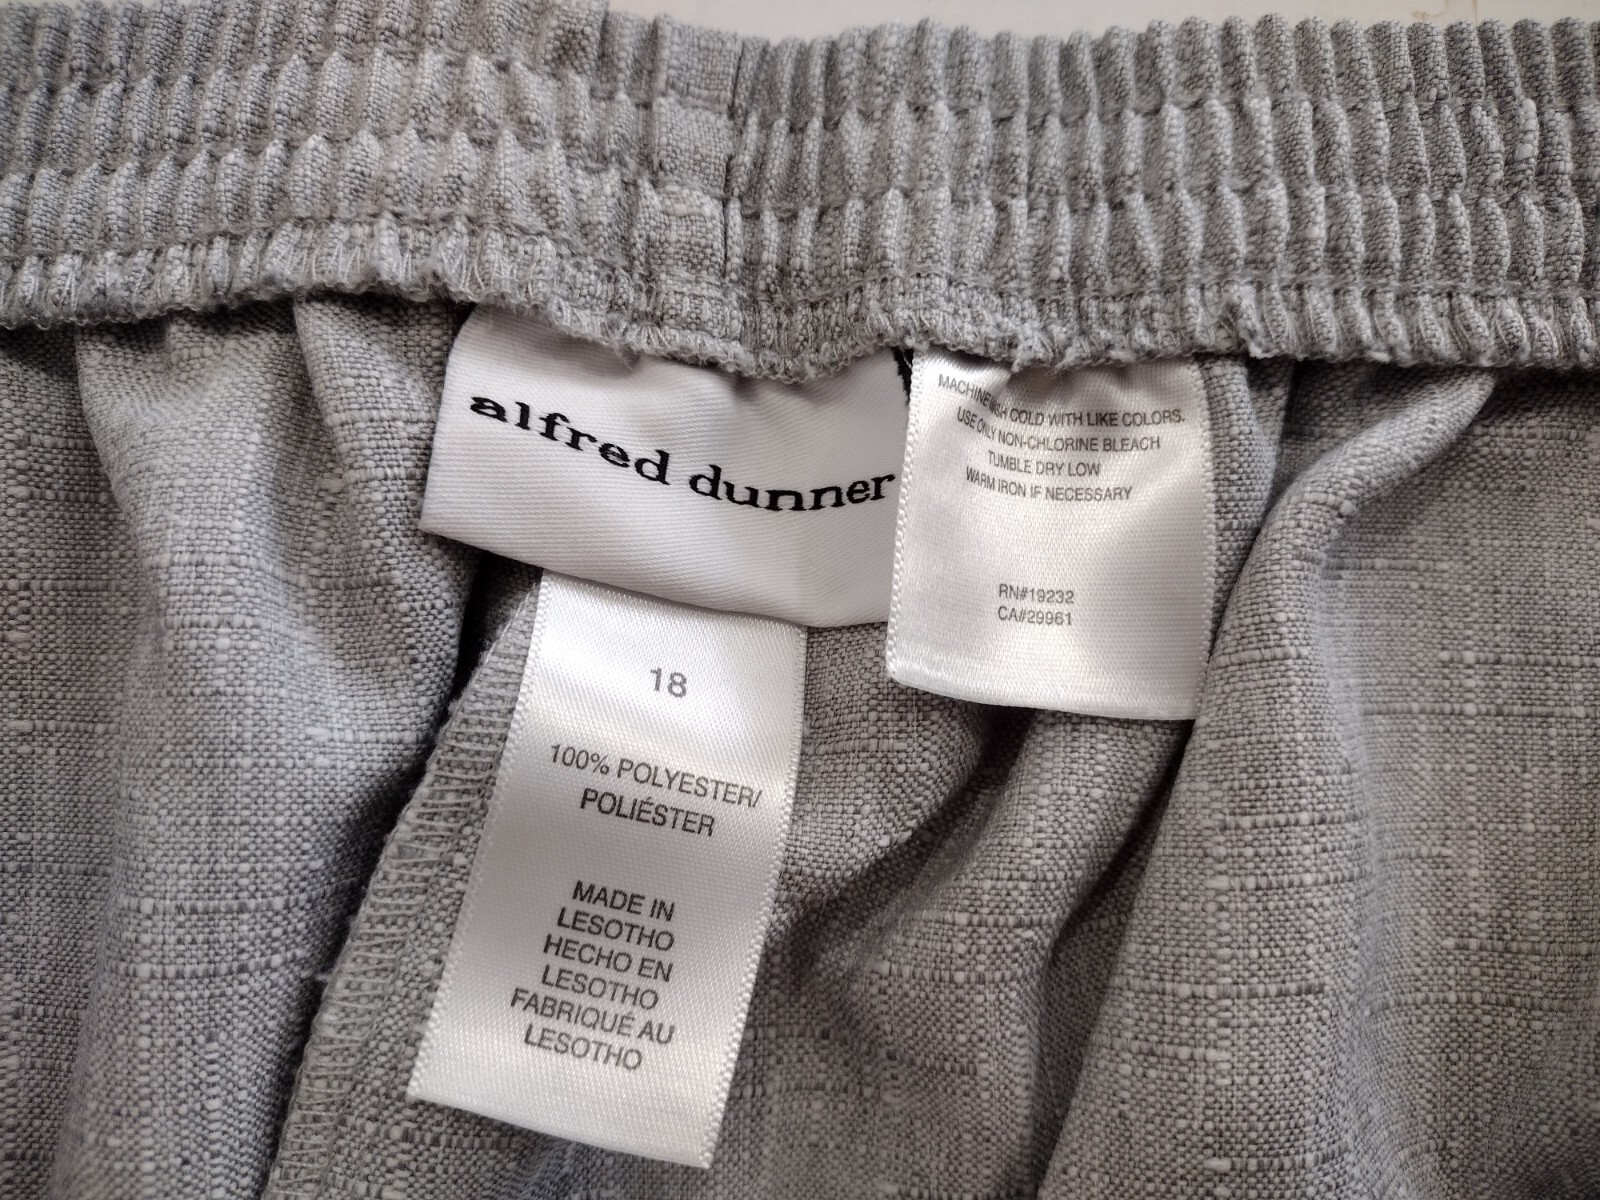 alfred dunner
MACHINE WASH COLD WITH LIKE COLORS.
USE ONLY NON-CHLORINE BLEACH
TUMBLE DRY LOW
WARM IRON IF NECESSARY
RN#19232
CA#29961
18
100% POLYESTER/
POLIÉSTER
MADE IN
LESOTHO
HECHO EN
LESOTHO
FABRIQUÉ AU
LESOTHO